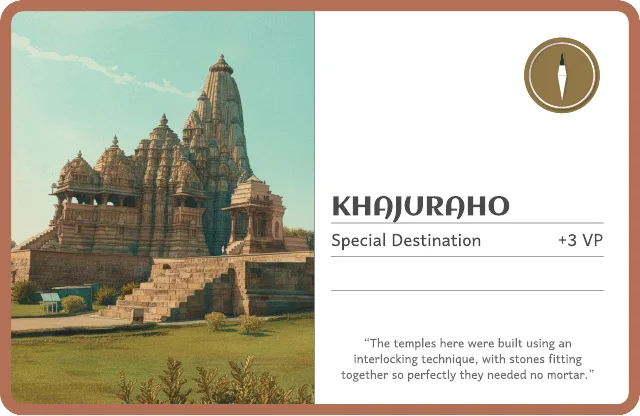 KHAJURAHO
Special Destination +3 VP
“The temples here were built using an
interlocking technique, with stones fitting
together so perfectly they needed no mortar.”